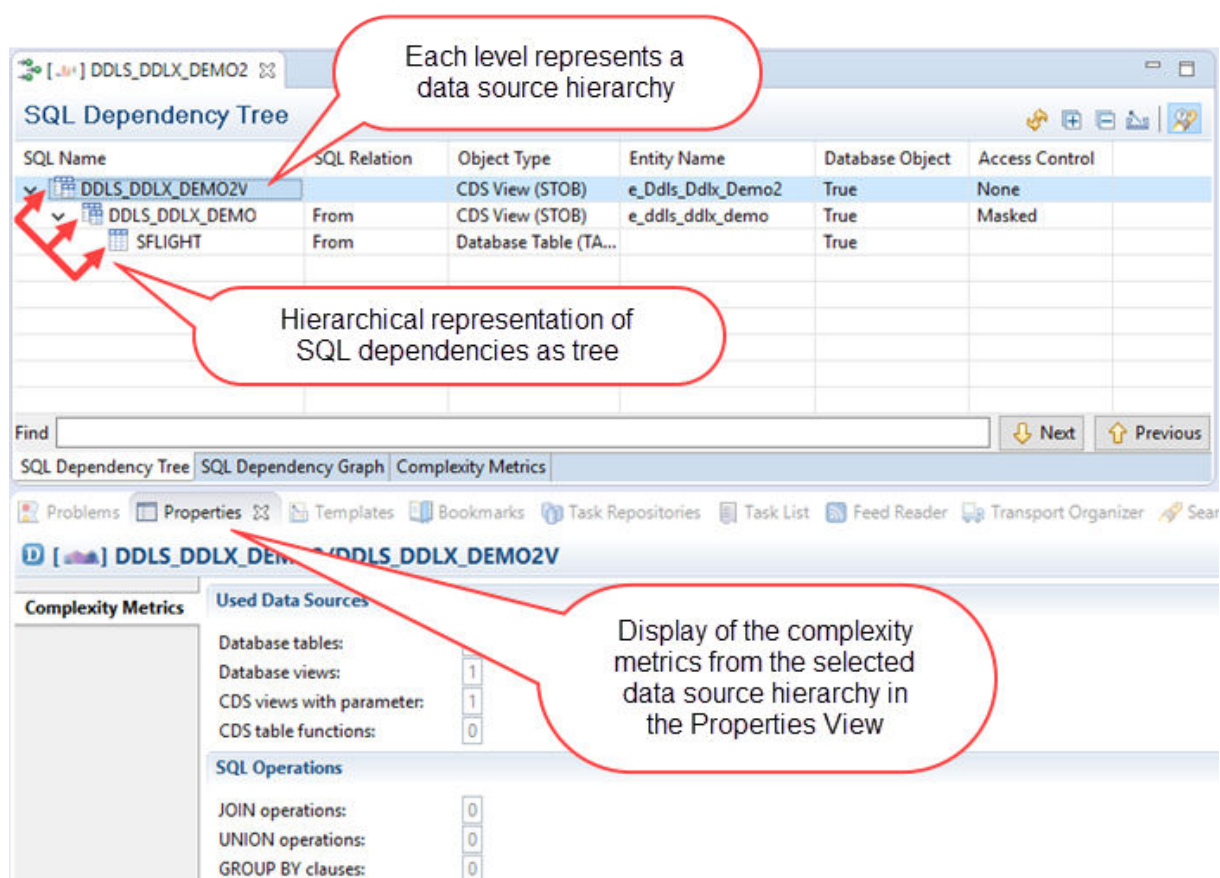 Each level represents a
data source hierarchy
[ ] DDLS_DDLX_DEMO2
SQL Dependency Tree
SQL Name SQL Relation Object Type Entity Name Database Object Access Control
DDLS_DDLX_DEMO2V CDS View (STOB) e_Ddls_Ddlx_Demo2 True None
DDLS_DDLX_DEMO From CDS View (STOB) e_ddls_ddlx_demo True Masked
SFLIGHT From Database Table (TA... True
Hierarchical representation of
SQL dependencies as tree
Find Next Previous
SQL Dependency Tree SQL Dependency Graph Complexity Metrics
Problems Properties Templates Bookmarks Task Repositories Task List Feed Reader Transport Organizer Sear
[ ] DDLS_DDLX_DEMO2/DDLS_DDLX_DEMO2V
Complexity Metrics
Used Data Sources
Database tables:
Database views: 1
CDS views with parameter: 1
CDS table functions: 0
Display of the complexity
metrics from the selected
data source hierarchy in
the Properties View
SQL Operations
JOIN operations: 0
UNION operations: 0
GROUP BY clauses: 0